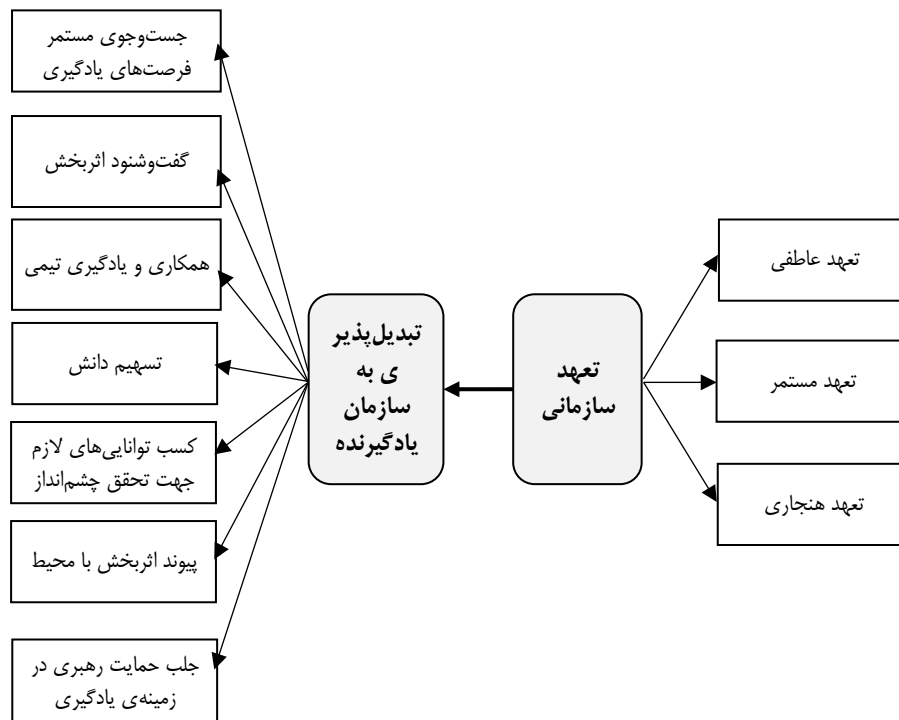 جست‌وجوی مستمر
فرصت‌های یادگیری
گفت‌وشنود اثربخش
همکاری و یادگیری تیمی
تسهیم دانش
کسب توانایی‌های لازم
جهت تحقق چشم‌انداز
پیوند اثربخش با محیط
جلب حمایت رهبری در
زمینه‌ی یادگیری
تبدیل‌پذیر
ی به
سازمان
یادگیرنده
تعهد
سازمانی
تعهد عاطفی
تعهد مستمر
تعهد هنجاری